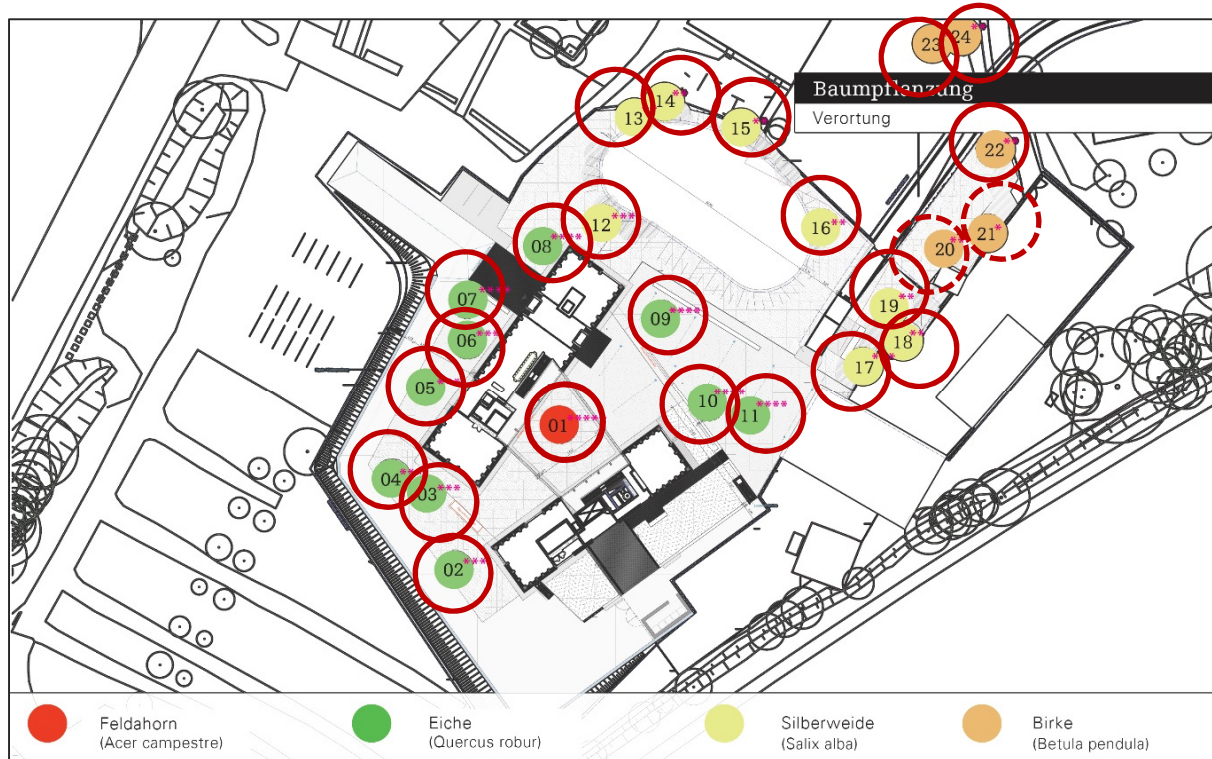 23
24**
Baumpflanzung
Verortung
14**
13
15**
22**
12***
16**
21*
08****
20**
07****
19**
09****
06***
18**
17***
05***
10****
11****
01****
04***
03***
02***
Feldahorn
(Acer campestre)
Eiche
(Quercus robur)
Silberweide
(Salix alba)
Birke
(Betula pendula)